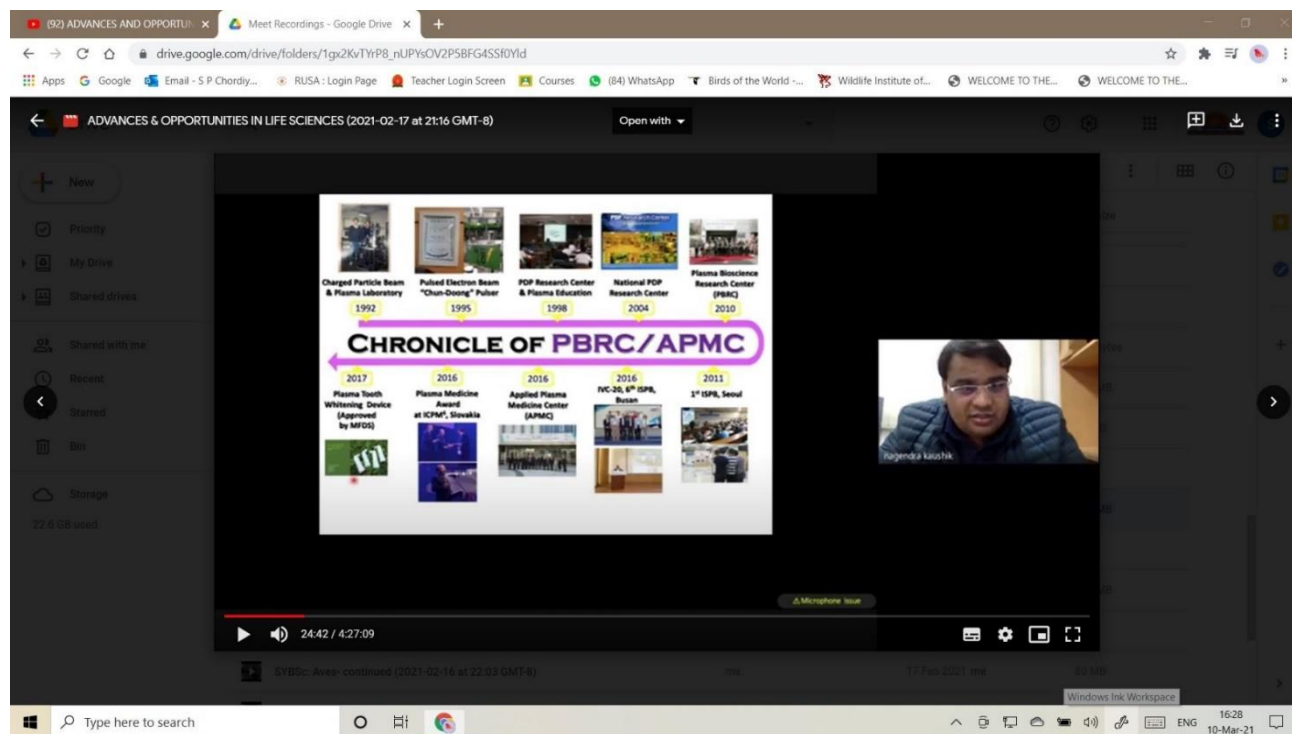 (92) ADVANCES AND OPPORTUN
Meet Recordings - Google Drive
drive.google.com/drive/folders/1gx2KvTYrP8_nUPYsOV2P5BFG4SSf0Yld
Apps Google Email - S P Chordiy... RUSA : Login Page Teacher Login Screen Courses (84) WhatsApp Birds of the World -... Wildlife Institute of... WELCOME TO THE... WELCOME TO THE...
ADVANCES & OPPORTUNITIES IN LIFE SCIENCES (2021-02-17 at 21:16 GMT-8)
Open with
New
Priority
My Drive
Shared drives
Shared with me
Recent
Starred
Bin
Storage
22.6 GB used
PDP Research Center
Charged Particle Beam
& Plasma Laboratory
1992
Pulsed Electron Beam
"Chun-Doong" Pulser
1995
PDP Research Center
& Plasma Education
1998
National PDP
Research Center
2004
Plasma Bioscience
Research Center
(PBRC)
2010
CHRONICLE OF PBRC/APMC
2017
Plasma Tooth
Whitening Device
(Approved
by MFDS)
2016
Plasma Medicine
Award
at ICPM⁶, Slovakia
2016
Applied Plasma
Medicine Center
(APMC)
2016
IVC-20, 6th ISPB,
Busan
2011
1st ISPB, Seoul
nagendra kaushik
Microphone Issue
24:42 / 4:27:09
SYBSc: Aves- continued (2021-02-16 at 22:03 GMT-8) me 17 Feb 2021 me 60 MB
Windows Ink Workspace
Type here to search
ENG
16:28
10-Mar-21